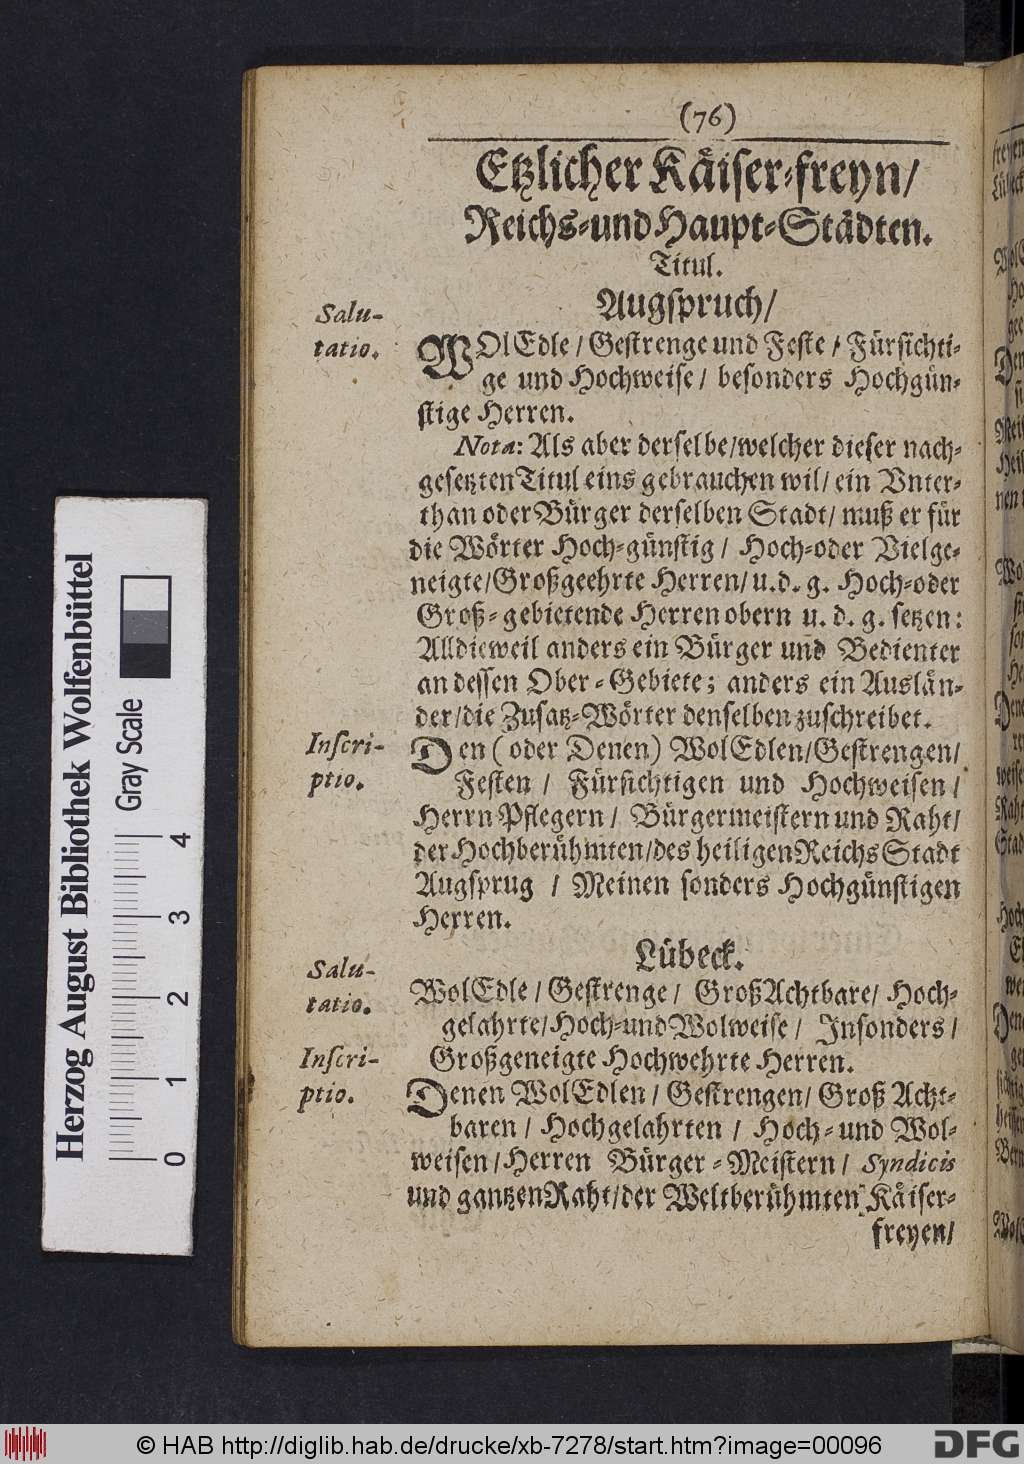 (76)
Etzlicher Käiser-freyn/
Reichs-und Haupt-Städten.
Titul.
Augspruch/
Salu-
tatio.
WOlEdle / Gestrenge und Feste / Fürsichti-
ge und Hochweise / besonders Hochgün-
stige Herren.
Nota: Als aber derselbe/welcher dieser nach-
gesetzten Titul eins gebrauchen wil/ ein Vnter-
than oder Bürger derselben Stadt/ muß er für
die Wörter Hoch-günstig / Hoch-oder Vielge-
neigte/Großgeehrte Herren/ u. d. g. Hoch-oder
Groß-gebietende Herren obern u. d. g. setzen:
Alldieweil anders ein Bürger und Bedienter
an dessen Ober-Gebiete; anders ein Auslän-
der/die Zusatz-Wörter denselben zuschreibet.
Inscri-
ptio.
Den (oder Denen) WolEdlen/Gestrengen/
Festen / Fürsichtigen und Hochweisen /
Herrn Pflegern / Bürgermeistern und Raht/
der Hochberühmten/des heiligen Reichs Stadt
Augsprug / Meinen sonders Hochgünstigen
Herren.
Lübeck.
Salu-
tatio.
WolEdle / Gestrenge / GroßAchtbare/ Hoch-
gelahrte/Hoch-und Wolweise / Insonders /
Großgeneigte Hochwehrte Herren.
Inscri-
ptio.
Denen WolEdlen / Gestrengen/ Groß Acht-
baren / Hochgelahrten / Hoch-und Wol-
weisen / Herren Bürger-Meistern / Syndicis
und gantzen Raht/der Weltberühmten Käiser-
freyen/
Herzog August Bibliothek Wolfenbüttel
Gray Scale
0 1 2 3 4
© HAB http://diglib.hab.de/drucke/xb-7278/start.htm?image=00096
DFG